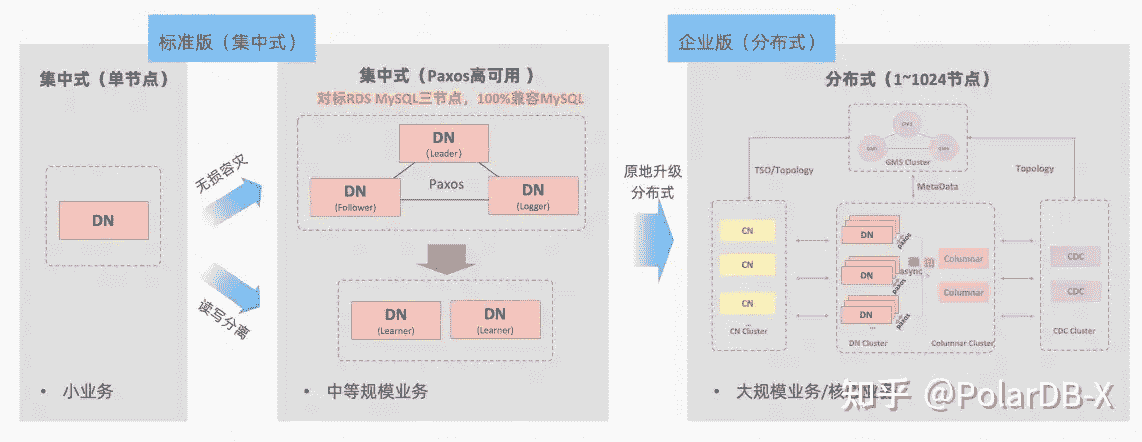 标准版（集中式）
企业版（分布式）
集中式（单节点）
DN
小业务
无损容灾
读写分离
集中式（Paxos高可用 ）
对标RDS MySQL三节点，100%兼容MySQL
DN
(Leader)
Paxos
DN
(Follower)
DN
(Logger)
DN
(Learner)
DN
(Learner)
中等规模业务
原地升级
分布式
分布式（1~1024节点）
GMS Cluster
TSO/Topology
Topology
MetaData
CN
CN
CN
...
CN Cluster
DN
paxos
DN
paxos
DN
paxos
...
DN Cluster
async
Columnar
Columnar
Columnar Cluster
CDC
CDC
CDC Cluster
大规模业务/核心业务
知乎 @PolarDB-X